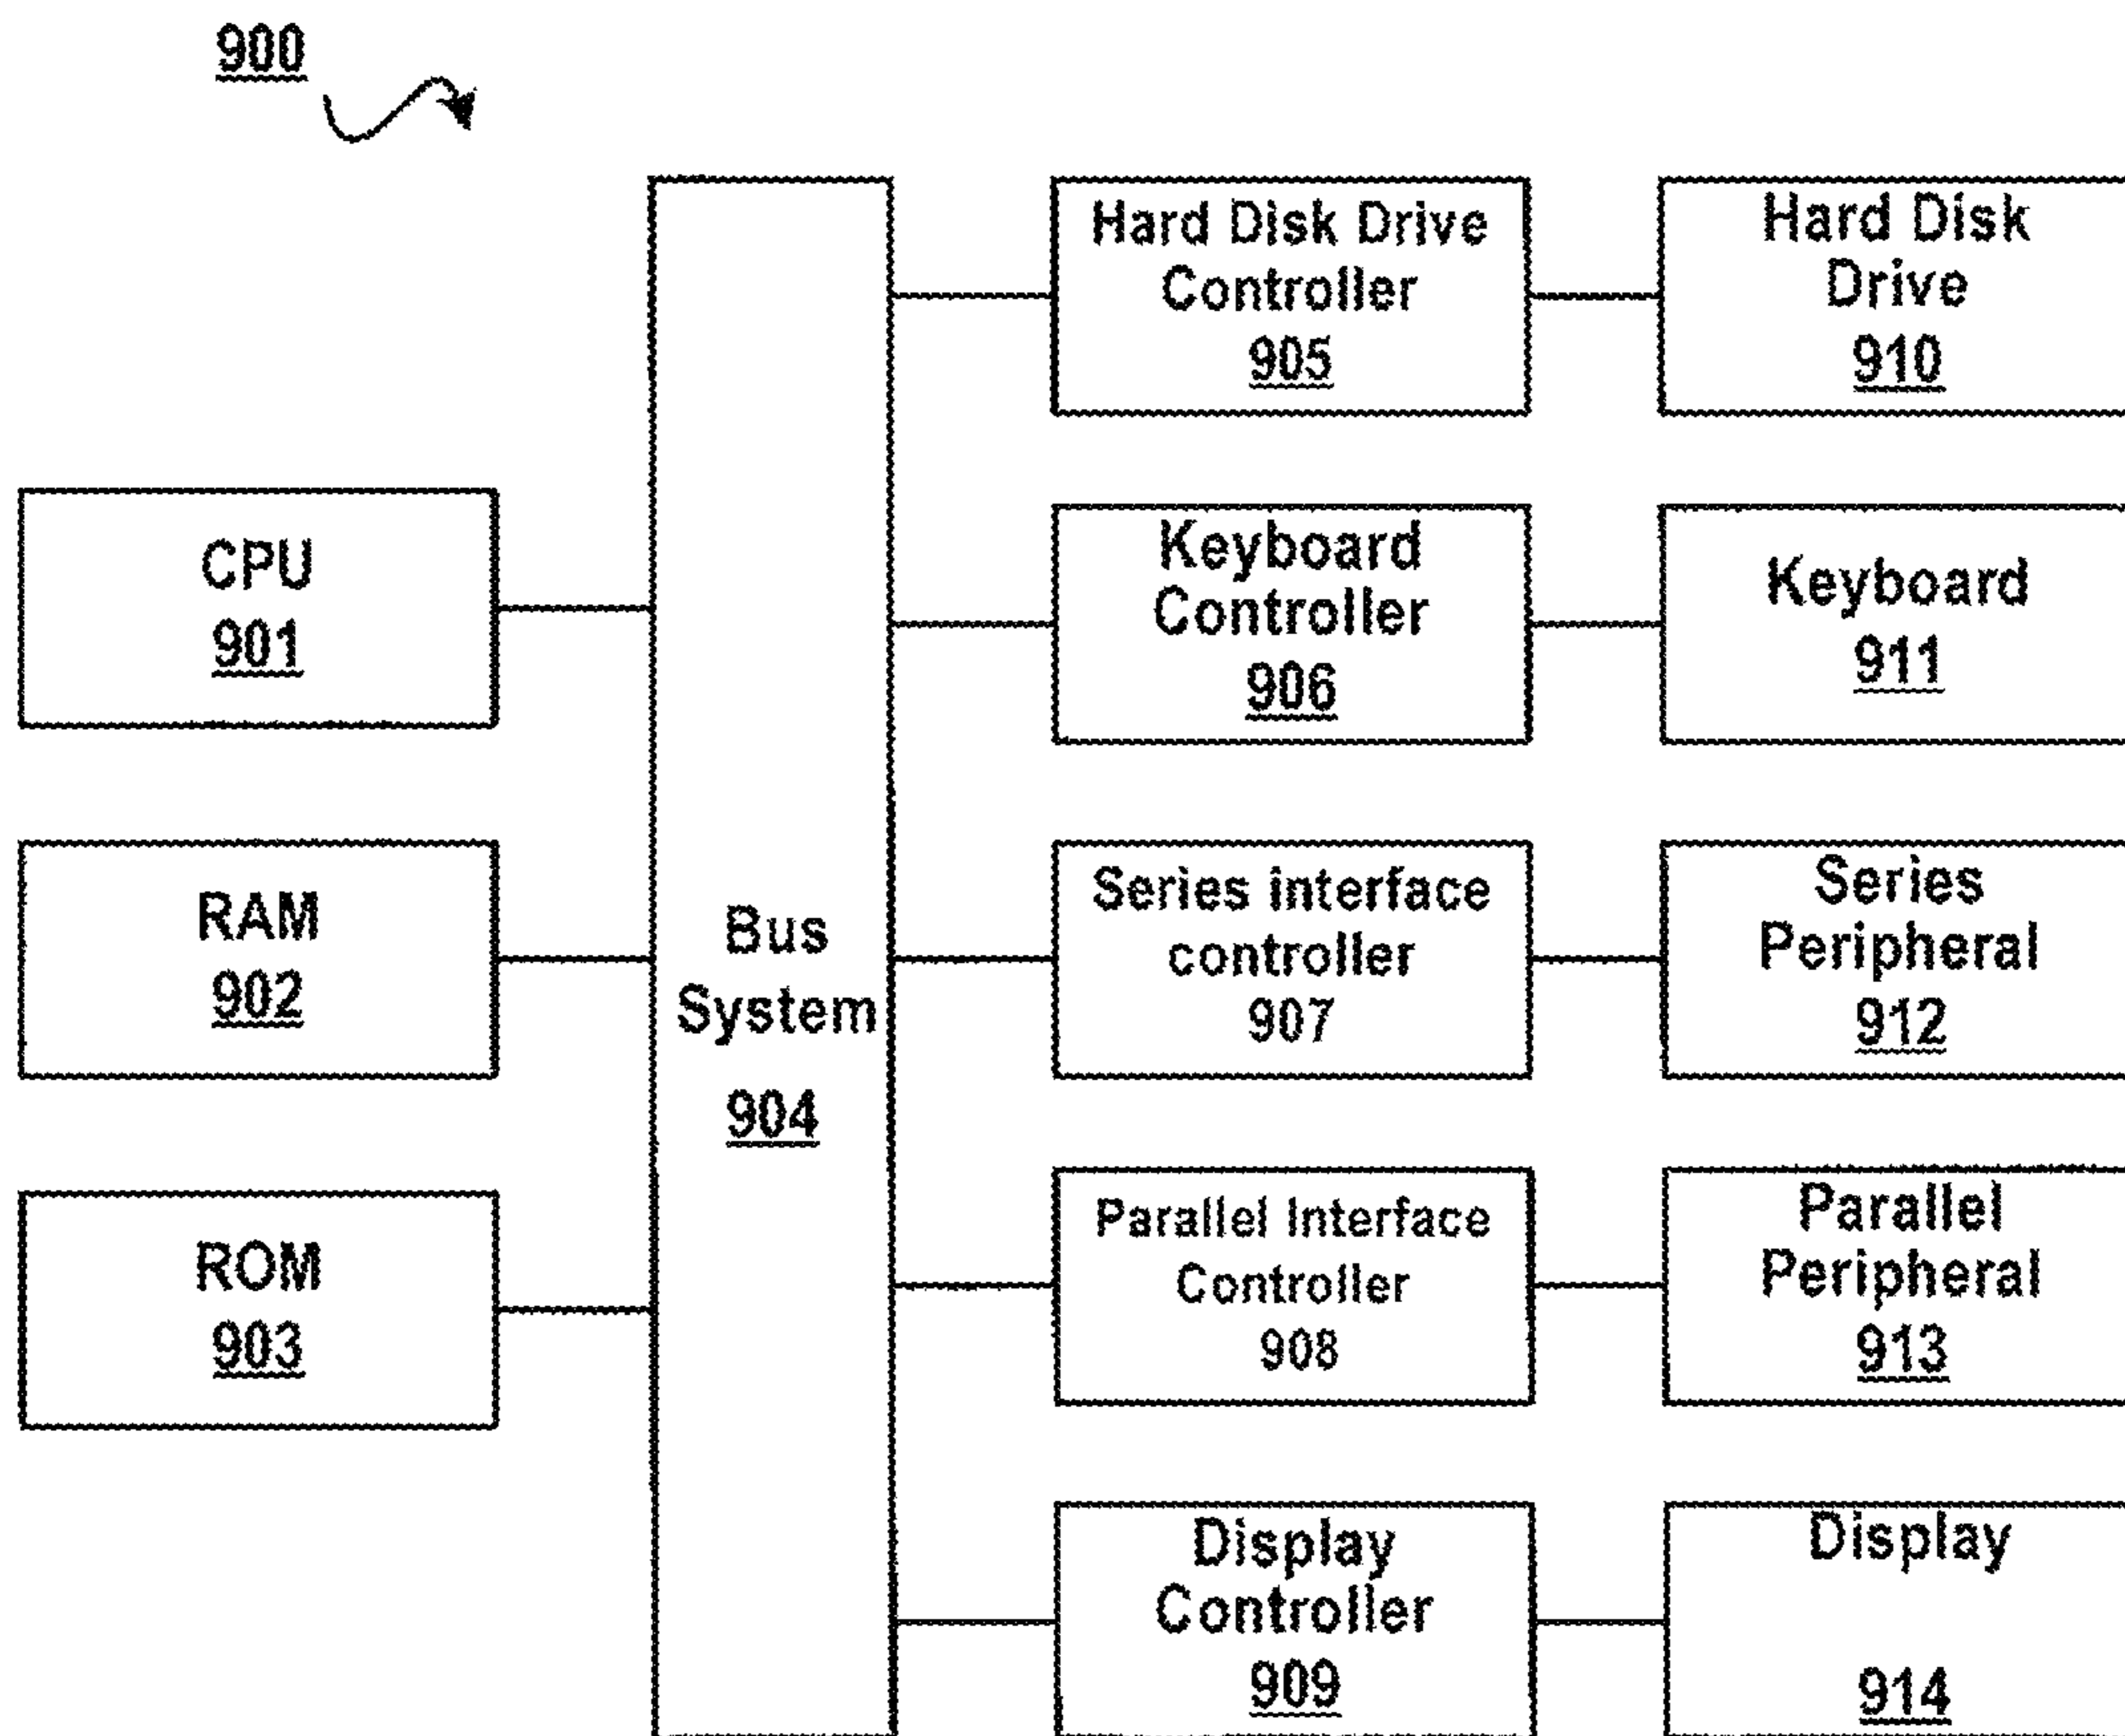 900
CPU
901
RAM
902
ROM
903
Bus
System
904
Hard Disk Drive
Controller
905
Hard Disk
Drive
910
Keyboard
Controller
906
Keyboard
911
Series interface
controller
907
Series
Peripheral
912
Parallel Interface
Controller
908
Parallel
Peripheral
913
Display
Controller
909
Display
914